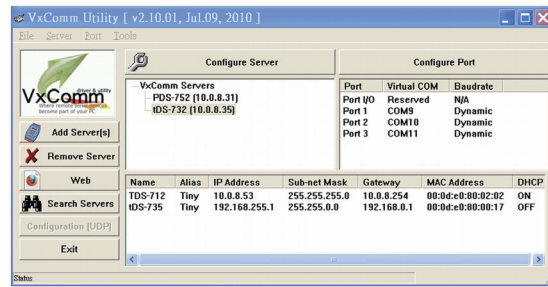 VxComm Utility [ v2.10.01, Jul.09, 2010 ]
File Server Port Tools
VxComm driver & utility
Where remote serial devices
become part of your PC
Add Server(s)
Remove Server
Web
Search Servers
Configuration (UDP)
Exit
Configure Server
VxComm Servers
PDS-752 (10.0.8.31)
tDS-732 (10.0.8.35)
Configure Port
Port Virtual COM Baudrate
Port I/O Reserved N/A
Port 1 COM9 Dynamic
Port 2 COM10 Dynamic
Port 3 COM11 Dynamic
Name Alias IP Address Sub-net Mask Gateway MAC Address DHCP
TDS-712 Tiny 10.0.8.53 255.255.255.0 10.0.8.254 00:0d:e0:80:02:02 ON
tDS-735 Tiny 192.168.255.1 255.255.0.0 192.168.0.1 00:0d:e0:80:00:17 OFF
Status